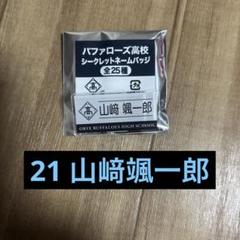 バファローズ高校
シークレットネームバッジ
全25種
高
山﨑 颯一郎
ORIX BUFFALOES HIGH SCHOOL
21 山﨑颯一郎